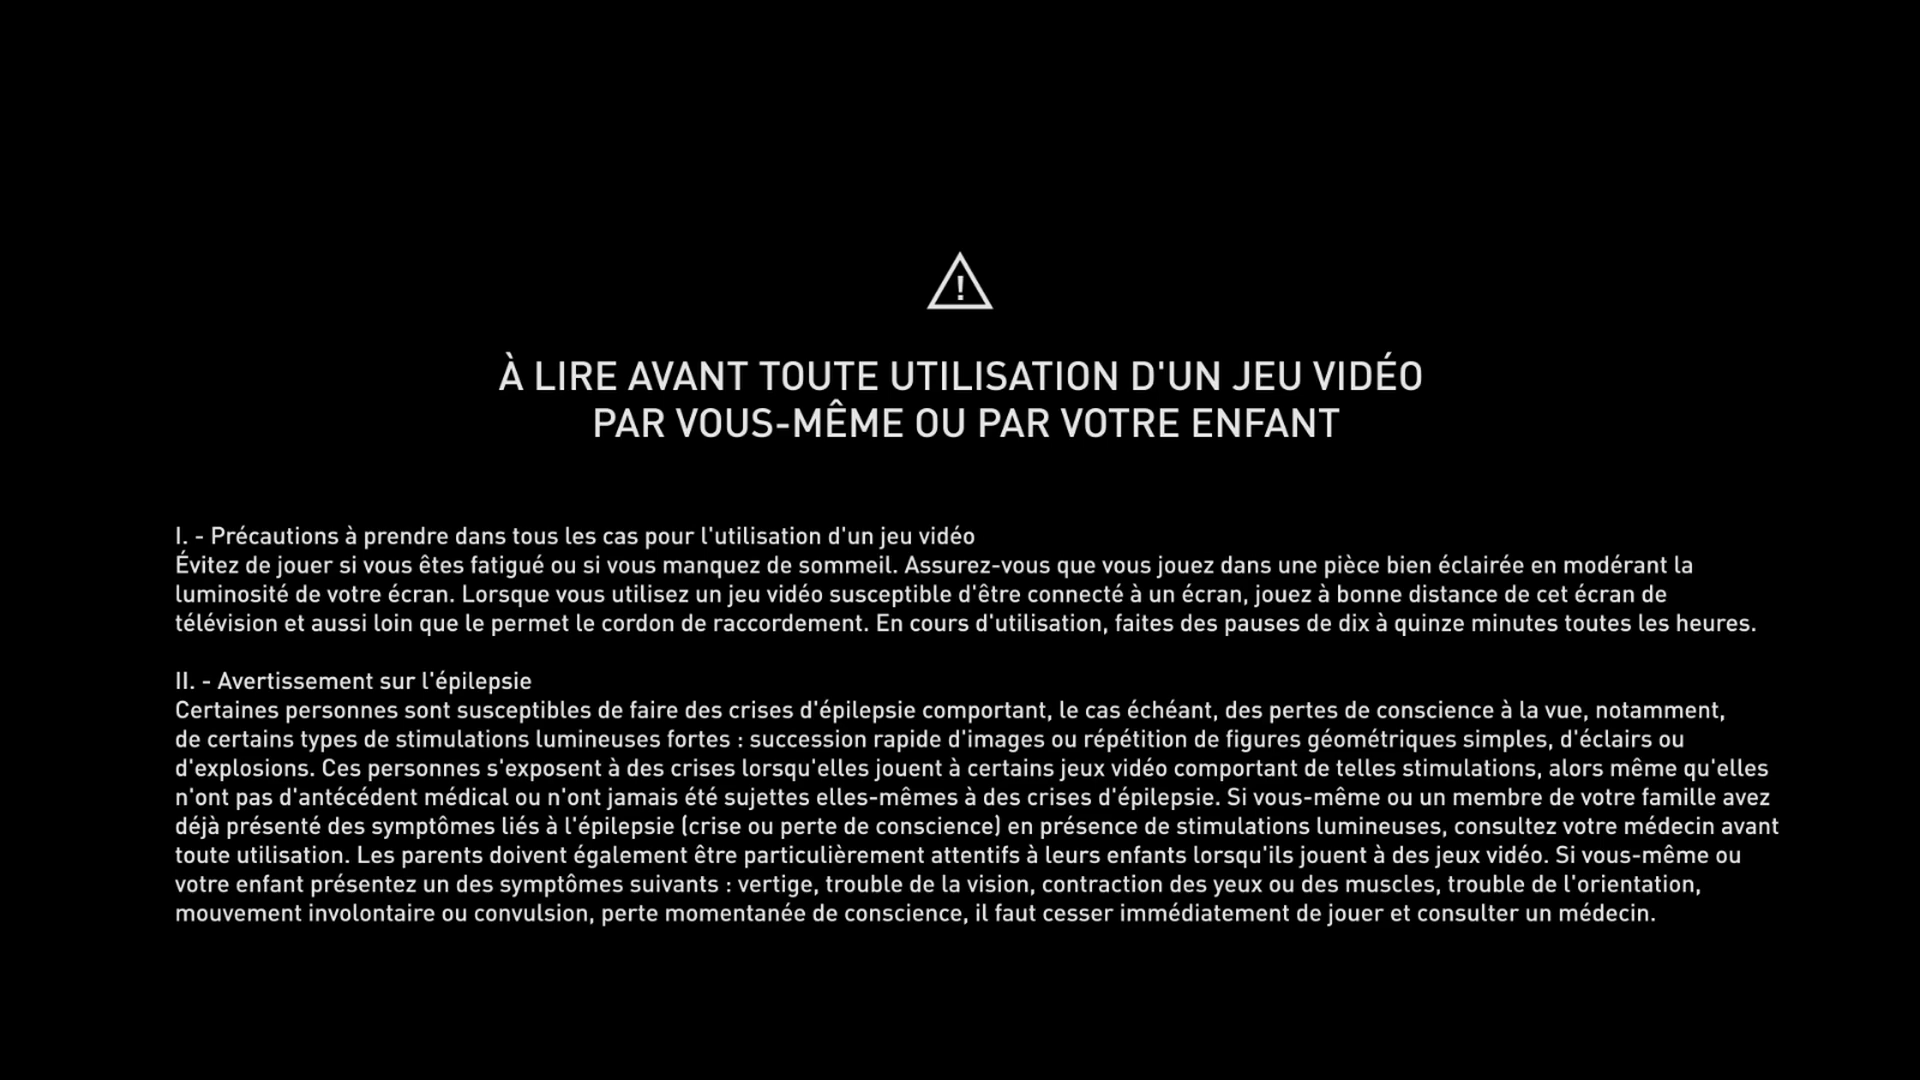 !
À LIRE AVANT TOUTE UTILISATION D'UN JEU VIDÉO
PAR VOUS-MÊME OU PAR VOTRE ENFANT
I. - Précautions à prendre dans tous les cas pour l'utilisation d'un jeu vidéo
Évitez de jouer si vous êtes fatigué ou si vous manquez de sommeil. Assurez-vous que vous jouez dans une pièce bien éclairée en modérant la
luminosité de votre écran. Lorsque vous utilisez un jeu vidéo susceptible d'être connecté à un écran, jouez à bonne distance de cet écran de
télévision et aussi loin que le permet le cordon de raccordement. En cours d'utilisation, faites des pauses de dix à quinze minutes toutes les heures.
II. - Avertissement sur l'épilepsie
Certaines personnes sont susceptibles de faire des crises d'épilepsie comportant, le cas échéant, des pertes de conscience à la vue, notamment,
de certains types de stimulations lumineuses fortes : succession rapide d'images ou répétition de figures géométriques simples, d'éclairs ou
d'explosions. Ces personnes s'exposent à des crises lorsqu'elles jouent à certains jeux vidéo comportant de telles stimulations, alors même qu'elles
n'ont pas d'antécédent médical ou n'ont jamais été sujettes elles-mêmes à des crises d'épilepsie. Si vous-même ou un membre de votre famille avez
déjà présenté des symptômes liés à l'épilepsie (crise ou perte de conscience) en présence de stimulations lumineuses, consultez votre médecin avant
toute utilisation. Les parents doivent également être particulièrement attentifs à leurs enfants lorsqu'ils jouent à des jeux vidéo. Si vous-même ou
votre enfant présentez un des symptômes suivants : vertige, trouble de la vision, contraction des yeux ou des muscles, trouble de l'orientation,
mouvement involontaire ou convulsion, perte momentanée de conscience, il faut cesser immédiatement de jouer et consulter un médecin.